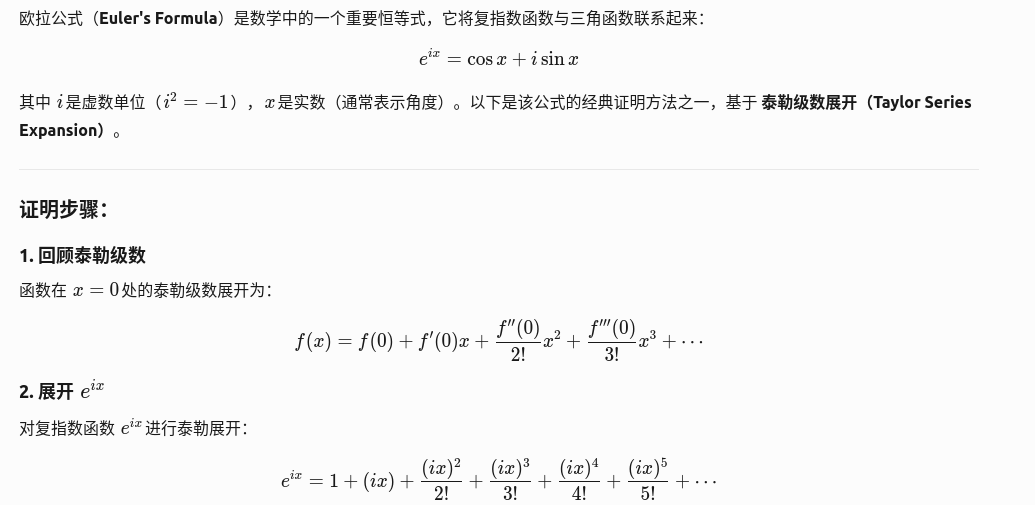 欧拉公式（Euler's Formula）是数学中的一个重要恒等式，它将复指数函数与三角函数联系起来：
e^{ix} = cos x + i sin x
其中 i 是虚数单位（i² = −1），x 是实数（通常表示角度）。以下是该公式的经典证明方法之一，基于 泰勒级数展开（Taylor Series
Expansion）。
证明步骤：
1. 回顾泰勒级数
函数在 x = 0 处的泰勒级数展开为：
f(x) = f(0) + f′(0)x + \frac{f″(0)}{2!}x² + \frac{f‴(0)}{3!}x³ + ⋯
2. 展开 e^{ix}
对复指数函数 e^{ix} 进行泰勒展开：
e^{ix} = 1 + (ix) + \frac{(ix)²}{2!} + \frac{(ix)³}{3!} + \frac{(ix)⁴}{4!} + \frac{(ix)⁵}{5!} + ⋯